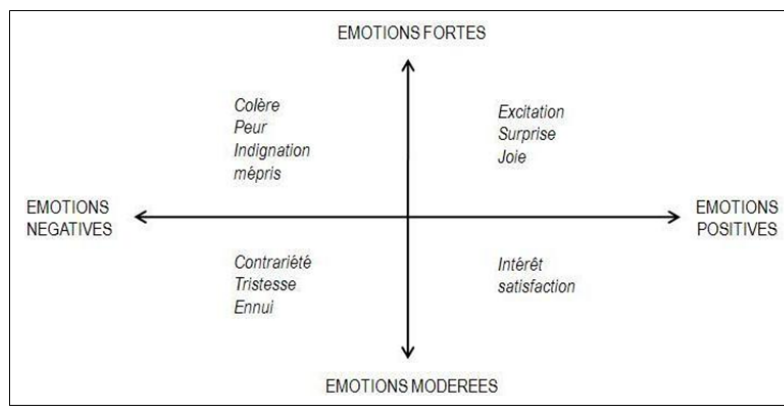 EMOTIONS FORTES
Colère
Peur
Indignation
mépris
Excitation
Surprise
Joie
EMOTIONS
NEGATIVES
EMOTIONS
POSITIVES
Contrariété
Tristesse
Ennui
Intérêt
satisfaction
EMOTIONS MODEREES